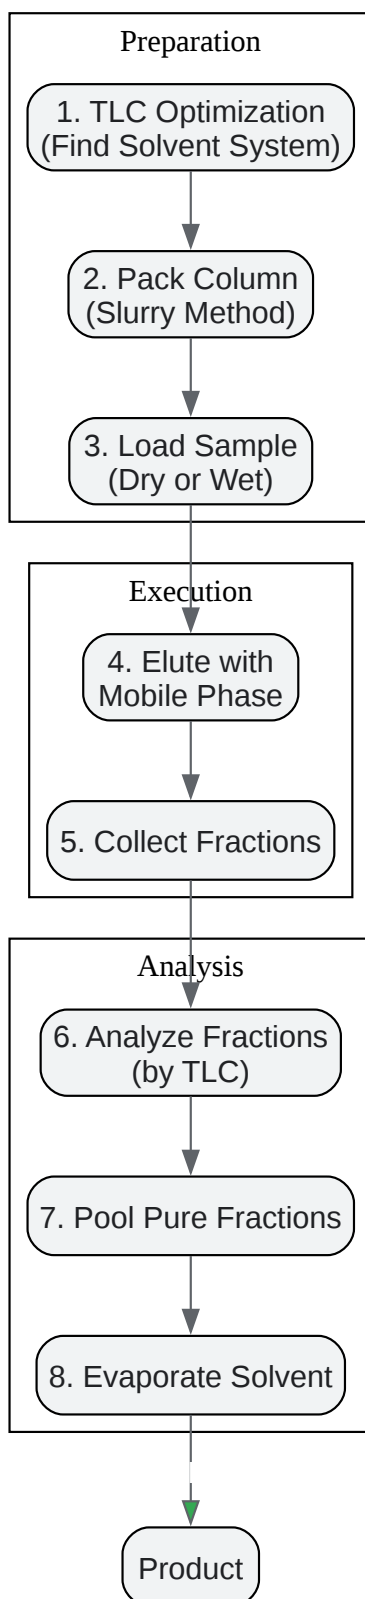 Preparation
1. TLC Optimization
(Find Solvent System)
2. Pack Column
(Slurry Method)
3. Load Sample
(Dry or Wet)
Execution
4. Elute with
Mobile Phase
5. Collect Fractions
Analysis
6. Analyze Fractions
(by TLC)
7. Pool Pure Fractions
8. Evaporate Solvent
Product